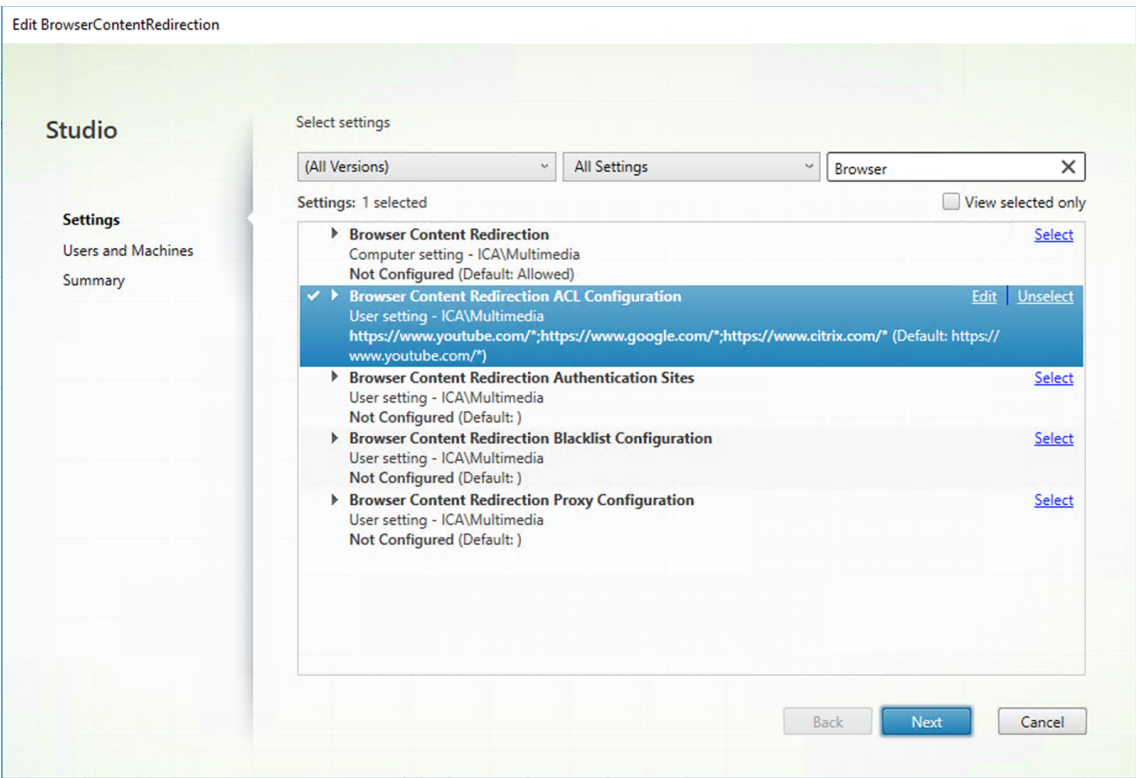 Edit BrowserContentRedirection
Studio
Settings
Users and Machines
Summary
Select settings
(All Versions)
All Settings
Browser
Settings: 1 selected
View selected only
Browser Content Redirection
Select
Computer setting - ICA\Multimedia
Not Configured (Default: Allowed)
Browser Content Redirection ACL Configuration
Edit
Unselect
User setting - ICA\Multimedia
https://www.youtube.com/*;https://www.google.com/*;https://www.citrix.com/* (Default: https://
www.youtube.com/*)
Browser Content Redirection Authentication Sites
Select
User setting - ICA\Multimedia
Not Configured (Default: )
Browser Content Redirection Blacklist Configuration
Select
User setting - ICA\Multimedia
Not Configured (Default: )
Browser Content Redirection Proxy Configuration
Select
User setting - ICA\Multimedia
Not Configured (Default: )
Back
Next
Cancel